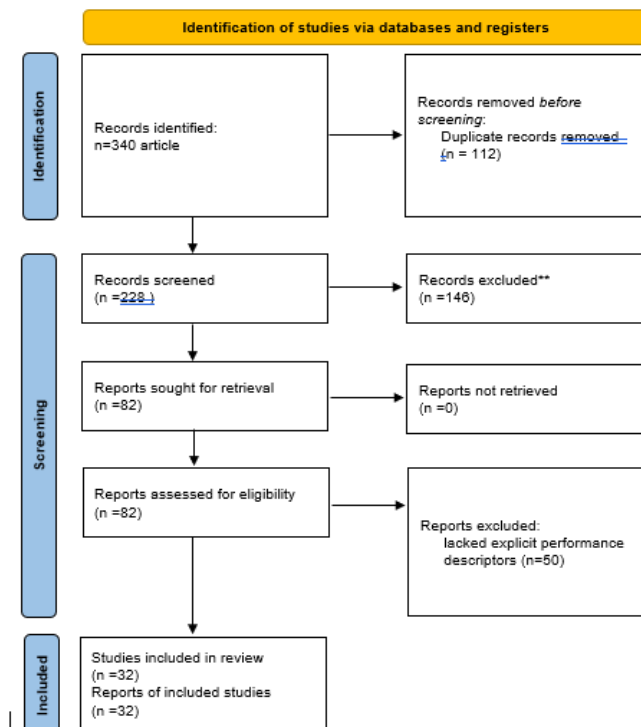 Identification of studies via databases and registers
Identification
Records identified:
n=340 article
Records removed before
screening:
Duplicate records removed
(n = 112)
Screening
Records screened
(n =228 )
Records excluded**
(n =146)
Reports sought for retrieval
(n =82)
Reports not retrieved
(n =0)
Reports assessed for eligibility
(n =82)
Reports excluded:
lacked explicit performance
descriptors (n=50)
Included
Studies included in review
(n =32)
Reports of included studies
(n =32)